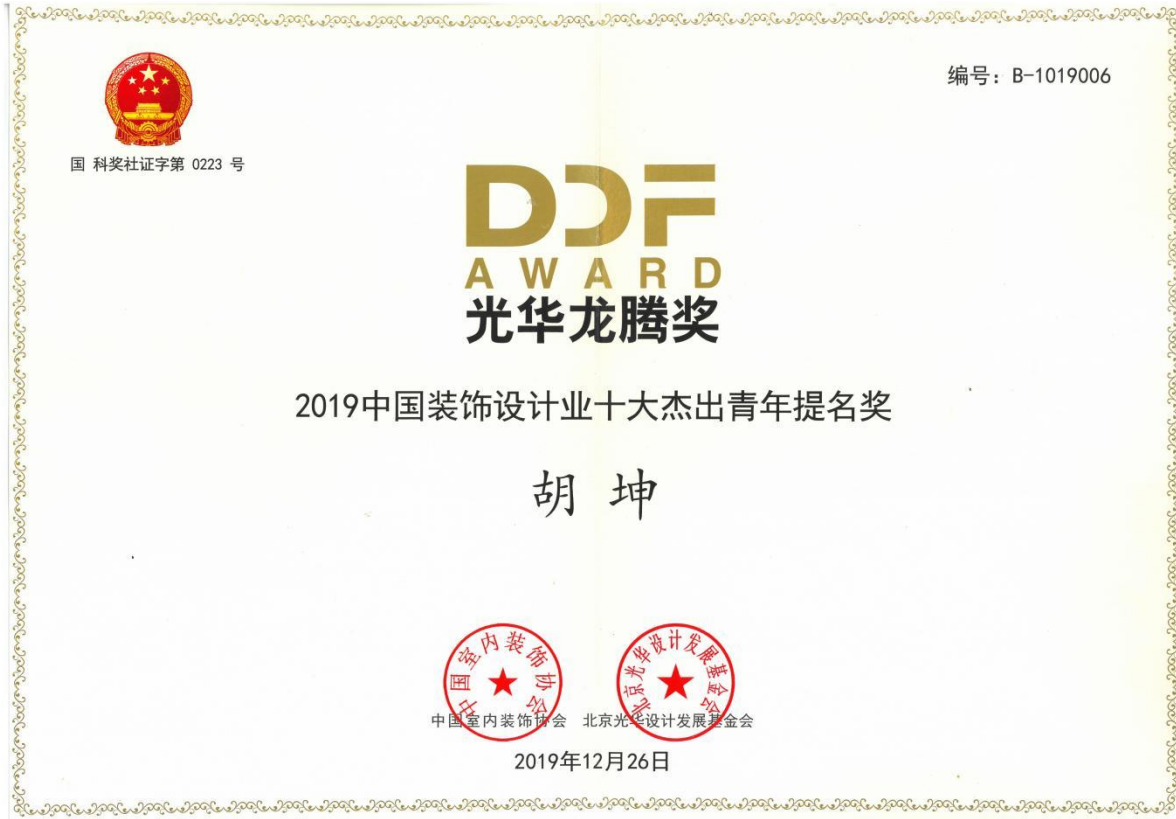 编号：B-1019006
国 科奖社证字第 0223 号
DDF
AWARD
光华龙腾奖
2019中国装饰设计业十大杰出青年提名奖
胡 坤
中国室内装饰协会
北京光华设计发展基金会
中国室内装饰协会 北京光华设计发展基金会
2019年12月26日